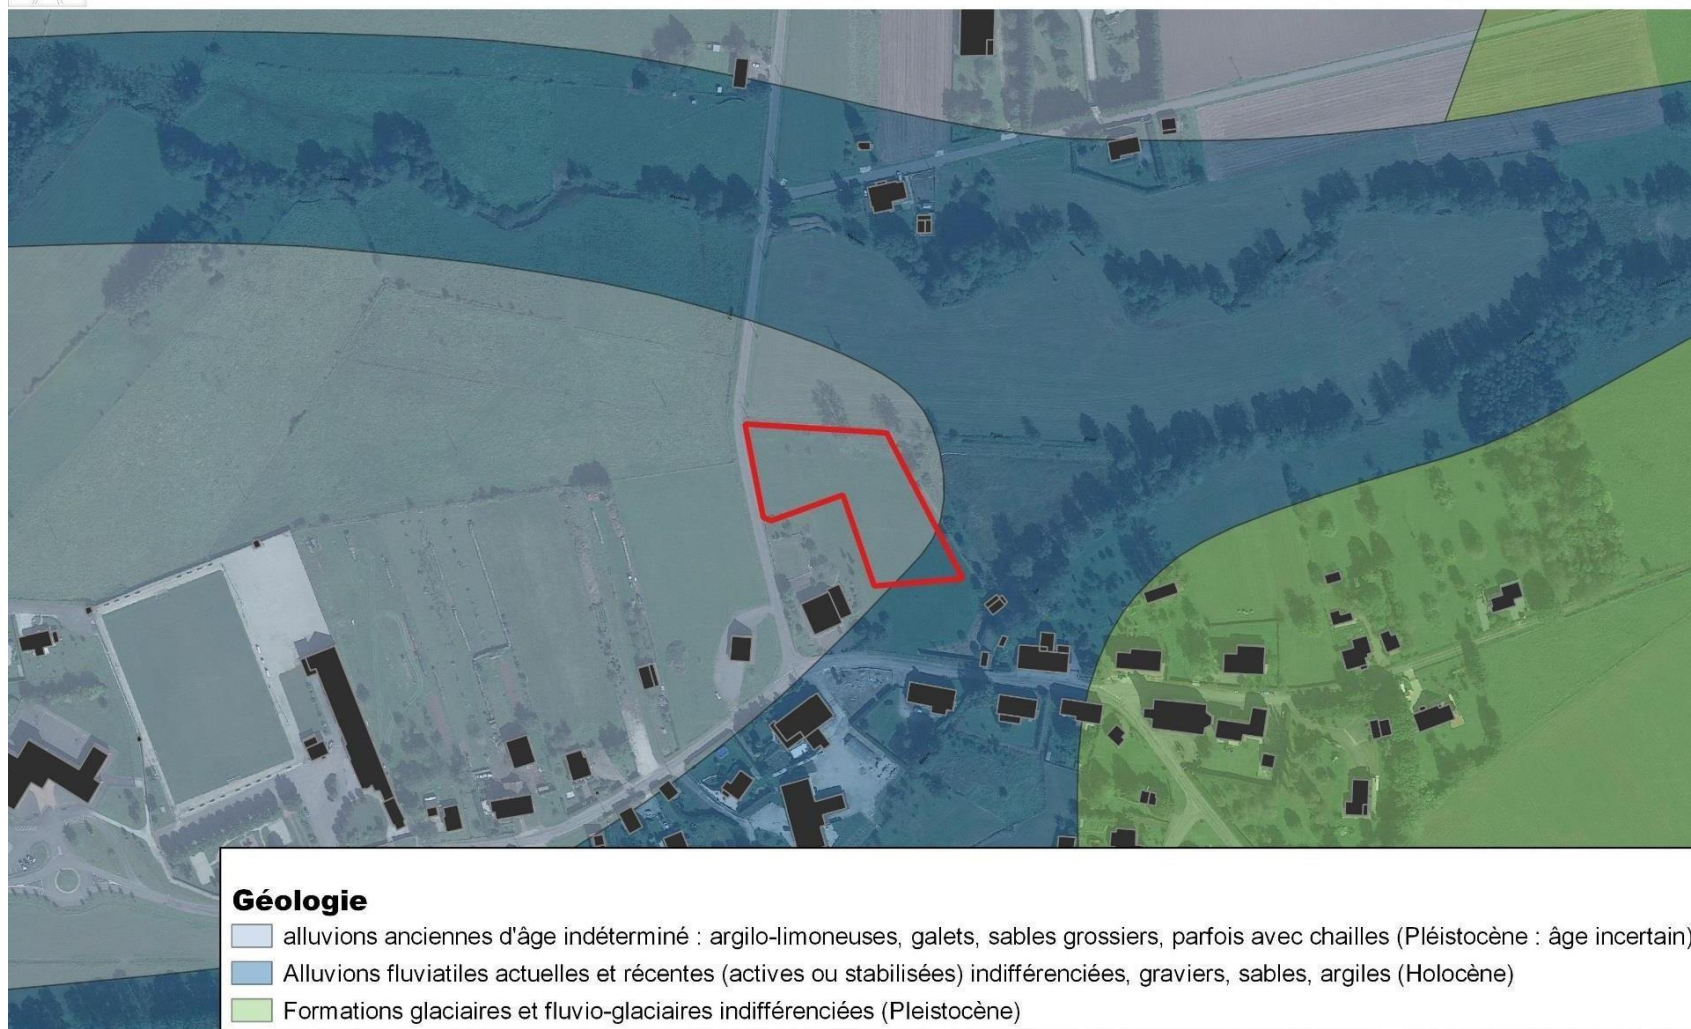 Géologie
alluvions anciennes d'âge indéterminé : argilo-limoneuses, galets, sables grossiers, parfois avec chailles (Pléistocène : âge incertain)
Alluvions fluviatiles actuelles et récentes (actives ou stabilisées) indifférenciées, graviers, sables, argiles (Holocène)
Formations glaciaires et fluvio-glaciaires indifférenciées (Pleistocène)